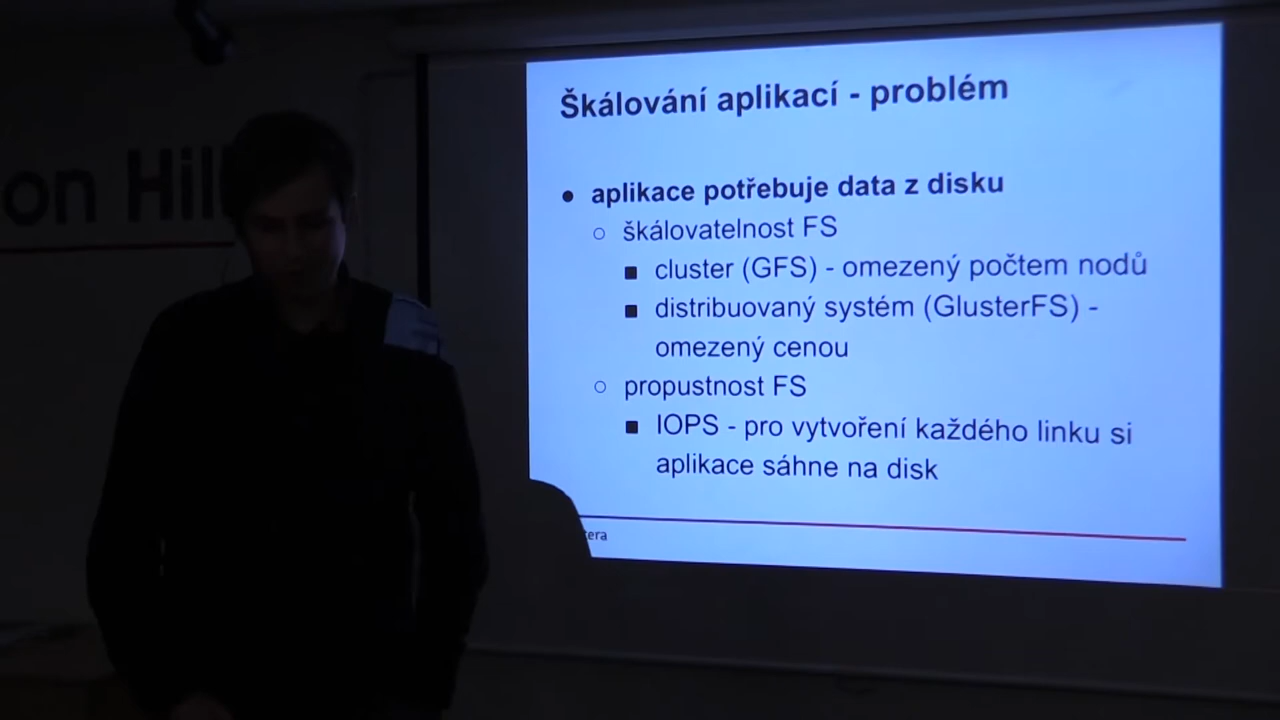 on Hill
Škálování aplikací - problém
● aplikace potřebuje data z disku
○ škálovatelnost FS
■ cluster (GFS) - omezený počtem nodů
■ distribuovaný systém (GlusterFS) -
omezený cenou
○ propustnost FS
■ IOPS - pro vytvoření každého linku si
aplikace sáhne na disk